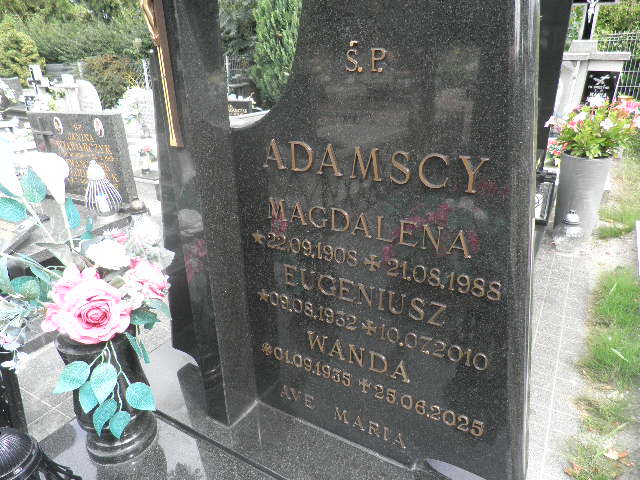 Ś.P.
ADAMSCY
MAGDALENA
*22.09.1908 +21.08.1988
EUGENIUSZ
*09.08.1932 +10.07.2010
WANDA
*01.09.1935 +25.06.2025
AVE MARIA
JANINA